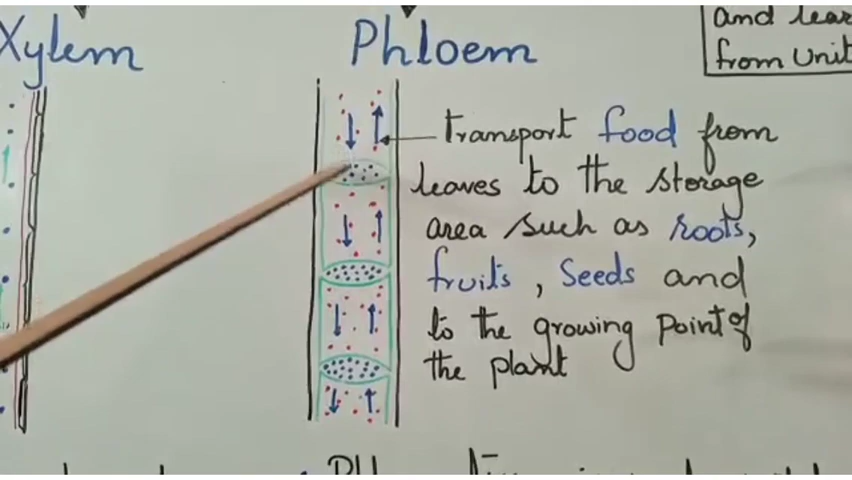 Xylem
Phloem
and lear
from Unit
Transport food from
leaves to the storage
area such as roots,
fruits, Seeds and
to the growing point of
the plant